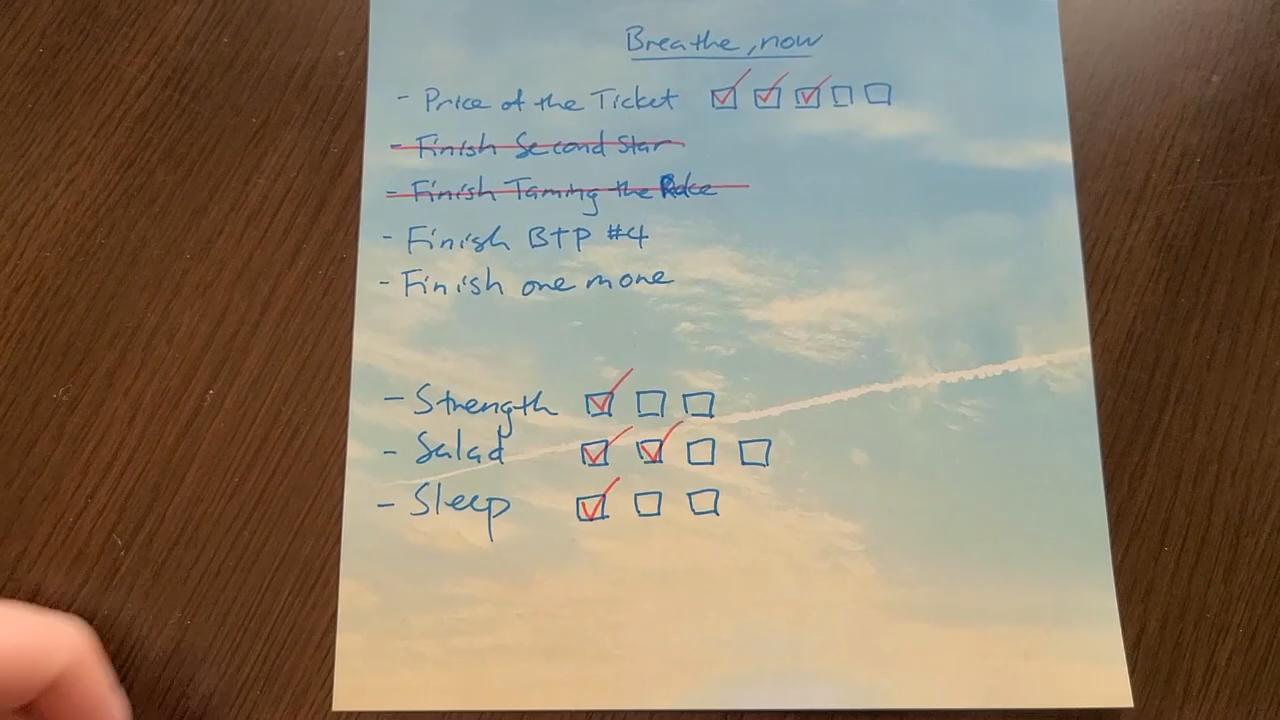 Breathe, now
- Price of the Ticket ☑ ☑ ☑ ☐ ☐
- Finish Second Star
- Finish Taming the
- Finish BTP #4
- Finish one more
- Strength ☑ ☐ ☐
- Salad ☑ ☑ ☐ ☐
- Sleep ☑ ☐ ☐